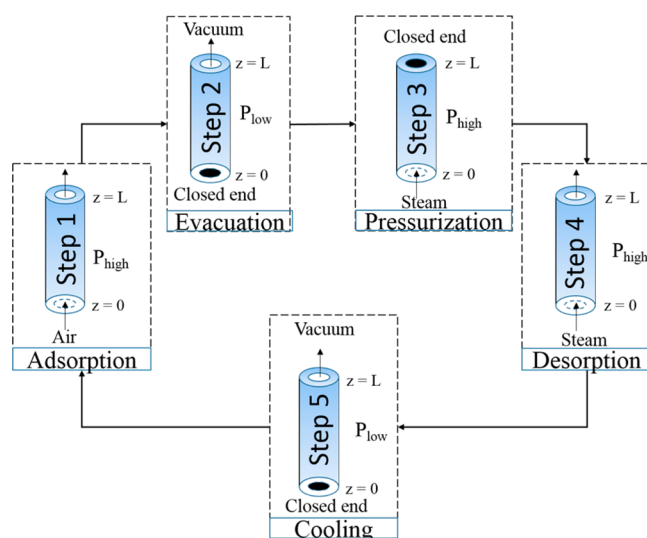 Step 1
z = L
P_high
z = 0
Air
Adsorption
Vacuum
Step 2
z = L
P_low
z = 0
Closed end
Evacuation
Closed end
Step 3
z = L
P_high
z = 0
Steam
Pressurization
Step 4
z = L
P_high
z = 0
Steam
Desorption
Vacuum
Step 5
z = L
P_low
z = 0
Closed end
Cooling